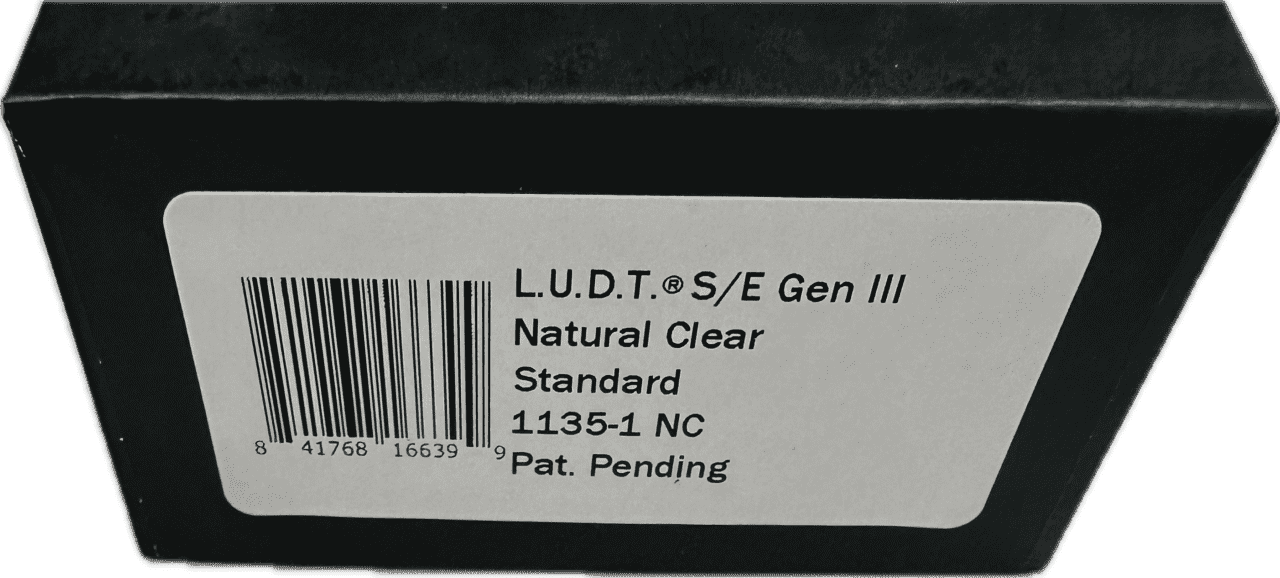 L.U.D.T.® S/E Gen III
Natural Clear
Standard
1135-1 NC
Pat. Pending
8 41768 16639 9